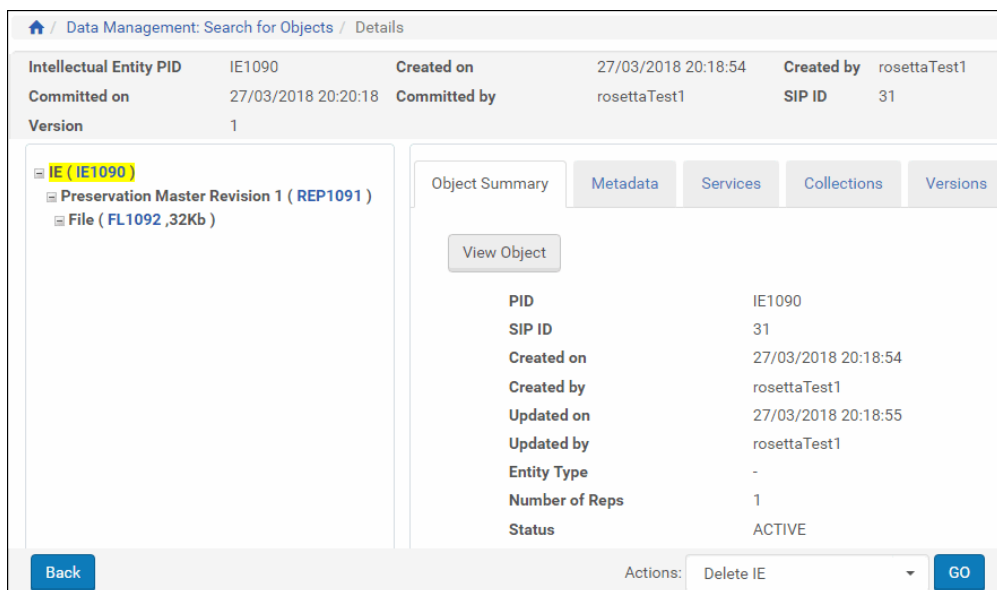 / Data Management: Search for Objects / Details
Intellectual Entity PID IE1090 Created on 27/03/2018 20:18:54 Created by rosettaTest1
Committed on 27/03/2018 20:20:18 Committed by rosettaTest1 SIP ID 31
Version 1
IE ( IE1090 )
Preservation Master Revision 1 ( REP1091 )
File ( FL1092 ,32Kb )
Object Summary Metadata Services Collections Versions
View Object
PID IE1090
SIP ID 31
Created on 27/03/2018 20:18:54
Created by rosettaTest1
Updated on 27/03/2018 20:18:55
Updated by rosettaTest1
Entity Type -
Number of Reps 1
Status ACTIVE
Back Actions: Delete IE GO